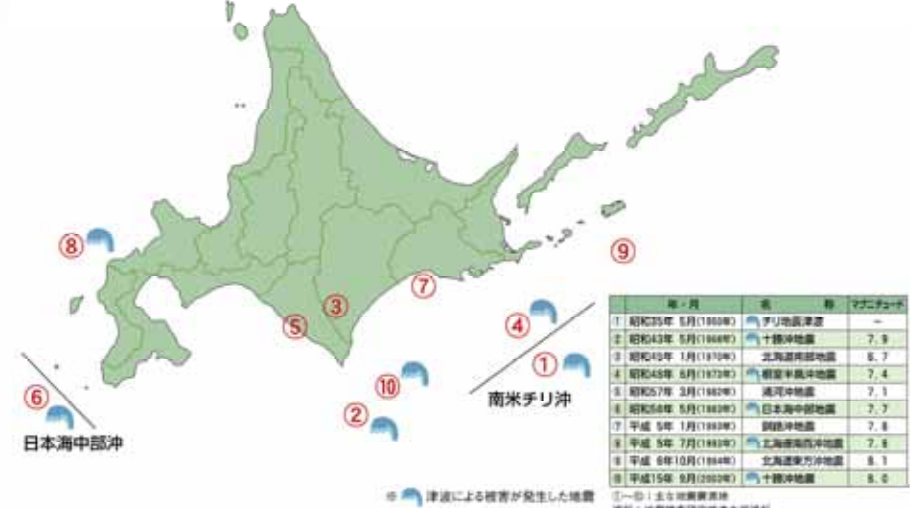 ⑧
⑨
⑦
③
⑤
④
①
⑩
②
⑥
南米チリ沖
日本海中部沖
年・月 名 称 マグニチュード
① 昭和35年 5月(1960年) チリ地震津波 −
② 昭和43年 5月(1968年) 十勝沖地震 7.9
③ 昭和45年 1月(1970年) 北海道南部地震 6.7
④ 昭和48年 6月(1973年) 根室半島沖地震 7.4
⑤ 昭和57年 3月(1982年) 浦河沖地震 7.1
⑥ 昭和58年 5月(1983年) 日本海中部地震 7.7
⑦ 平成 5年 1月(1993年) 釧路沖地震 7.8
⑧ 平成 5年 7月(1993年) 北海道南西沖地震 7.8
⑨ 平成 6年10月(1994年) 北海道東方沖地震 8.1
⑩ 平成15年 9月(2003年) 十勝沖地震 8.0
※ 津波による被害が発生した地震
①〜⑩：主な地震震源地